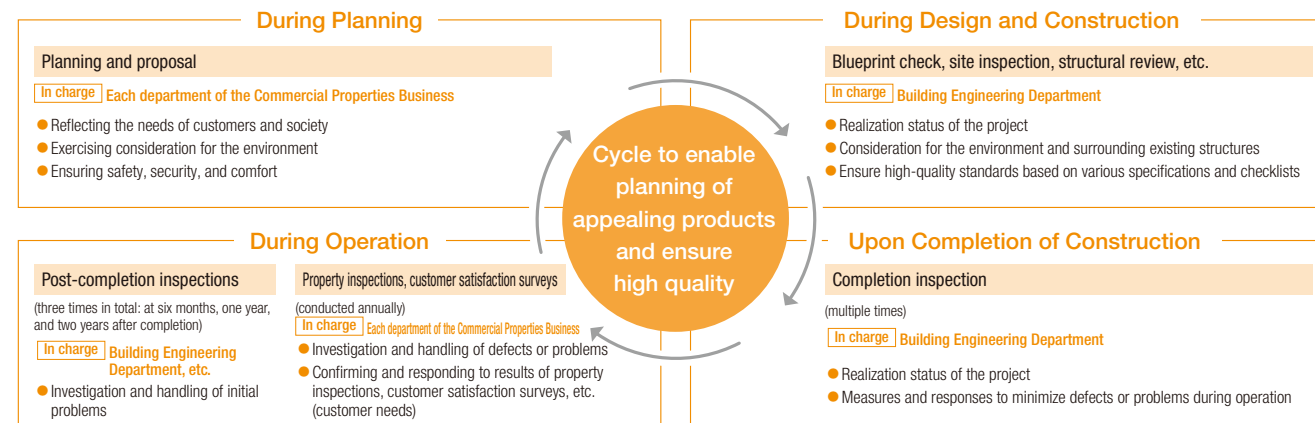 During Planning
Planning and proposal
In charge Each department of the Commercial Properties Business
● Reflecting the needs of customers and society
● Exercising consideration for the environment
● Ensuring safety, security, and comfort
During Design and Construction
Blueprint check, site inspection, structural review, etc.
In charge Building Engineering Department
● Realization status of the project
● Consideration for the environment and surrounding existing structures
● Ensure high-quality standards based on various specifications and checklists
Cycle to enable
planning of
appealing products
and ensure
high quality
During Operation
Post-completion inspections
(three times in total: at six months, one year,
and two years after completion)
In charge Building Engineering
Department, etc.
● Investigation and handling of initial
problems
Property inspections, customer satisfaction surveys
(conducted annually)
In charge Each department of the Commercial Properties Business
● Investigation and handling of defects or problems
● Confirming and responding to results of property
inspections, customer satisfaction surveys, etc.
(customer needs)
Upon Completion of Construction
Completion inspection
(multiple times)
In charge Building Engineering Department
● Realization status of the project
● Measures and responses to minimize defects or problems during operation